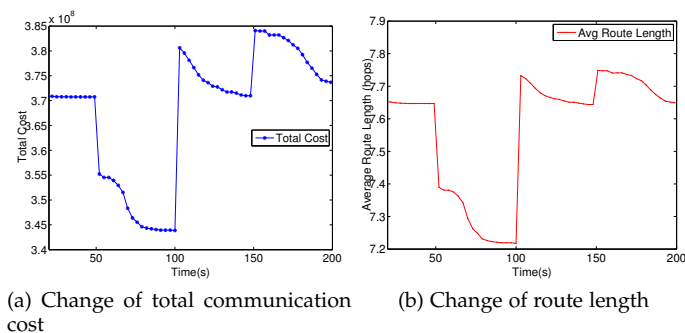 x 10^8
3.85
3.8
3.75
3.7
3.65
3.6
3.55
3.5
3.45
3.4
Total Cost
Total Cost
50
100
150
200
Time(s)
7.9
7.8
7.7
7.6
7.5
7.4
7.3
7.2
Average Route Length (hops)
Avg Route Length
50
100
150
200
Time(s)
(a) Change of total communication
cost
(b) Change of route length